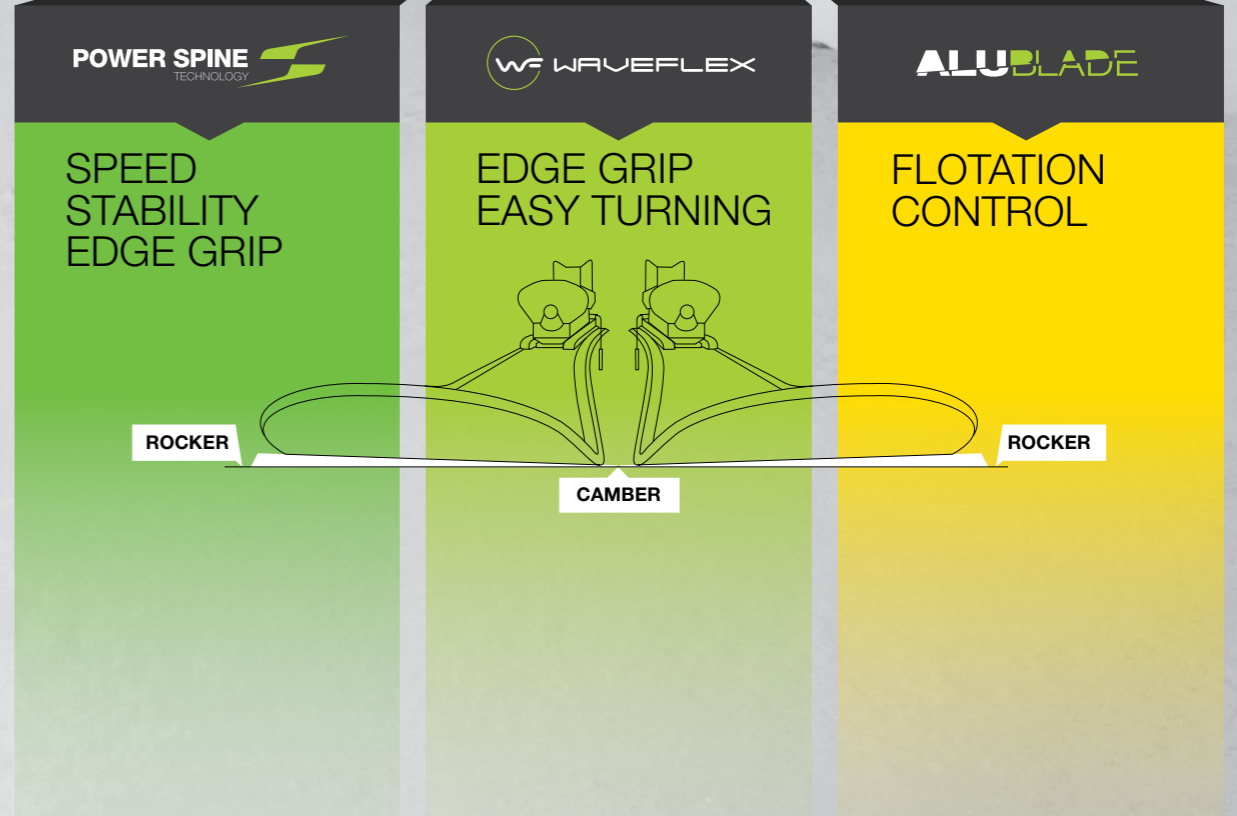 POWER SPINE
TECHNOLOGY
WF WAVEFLEX
ALUBLADE
SPEED
STABILITY
EDGE GRIP
EDGE GRIP
EASY TURNING
FLOTATION
CONTROL
ROCKER
CAMBER
ROCKER